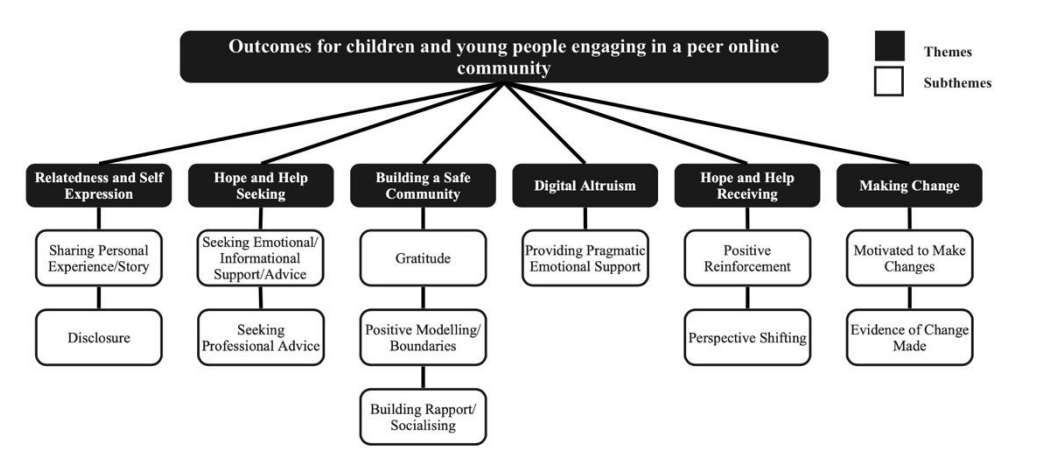 Outcomes for children and young people engaging in a peer online
community
Themes
Subthemes
Relatedness and Self
Expression
Hope and Help
Seeking
Building a Safe
Community
Digital Altruism
Hope and Help
Receiving
Making Change
Sharing Personal
Experience/Story
Seeking Emotional/
Informational
Support/Advice
Gratitude
Providing Pragmatic
Emotional Support
Positive
Reinforcement
Motivated to Make
Changes
Disclosure
Seeking
Professional Advice
Positive Modelling/
Boundaries
Perspective Shifting
Evidence of Change
Made
Building Rapport/
Socialising